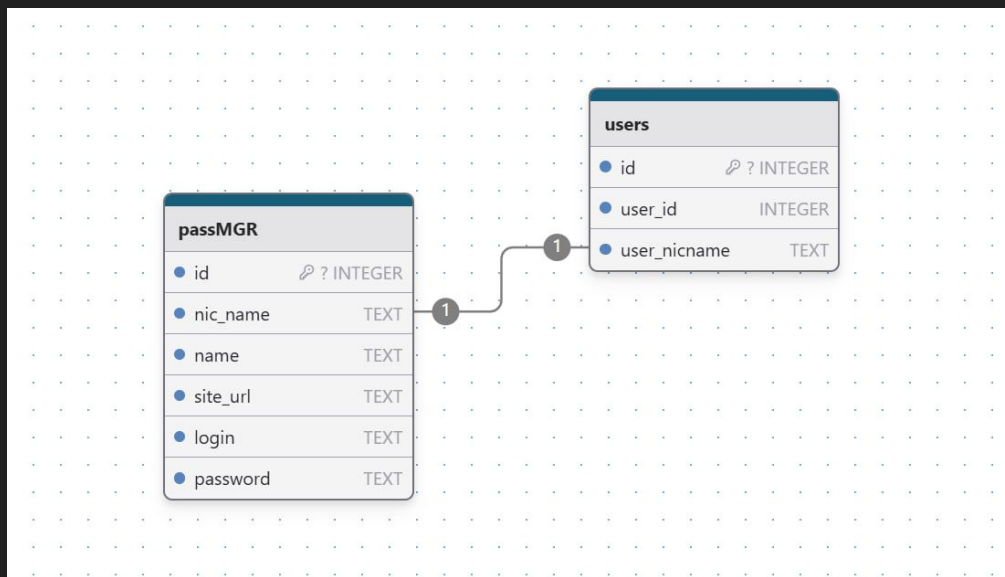 users
id ? INTEGER
user_id INTEGER
user_nicname TEXT
1
passMGR
id ? INTEGER
nic_name TEXT
1
name TEXT
site_url TEXT
login TEXT
password TEXT